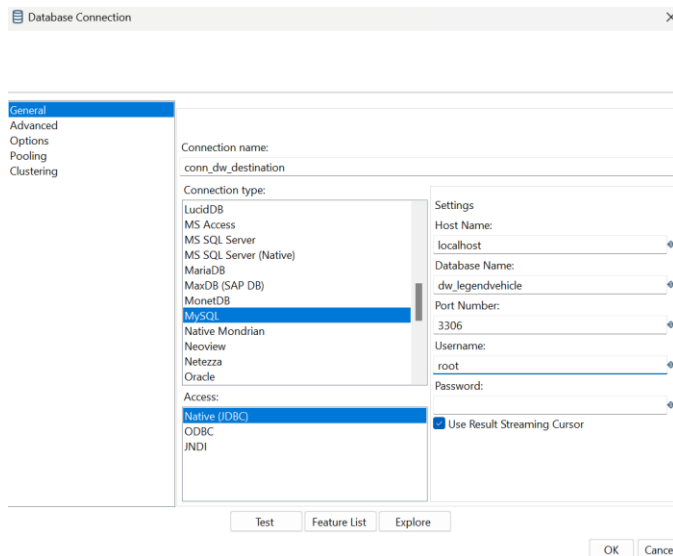 Database Connection
General
Advanced
Options
Pooling
Clustering
Connection name:
conn_dw_destination
Connection type:
LucidDB
MS Access
MS SQL Server
MS SQL Server (Native)
MariaDB
MaxDB (SAP DB)
MonetDB
MySQL
Native Mondrian
Neoview
Netezza
Oracle
Access:
Native (JDBC)
ODBC
JNDI
Settings
Host Name:
localhost
Database Name:
dw_legendvehicle
Port Number:
3306
Username:
root
Password:
Use Result Streaming Cursor
Test Feature List Explore
OK Cance